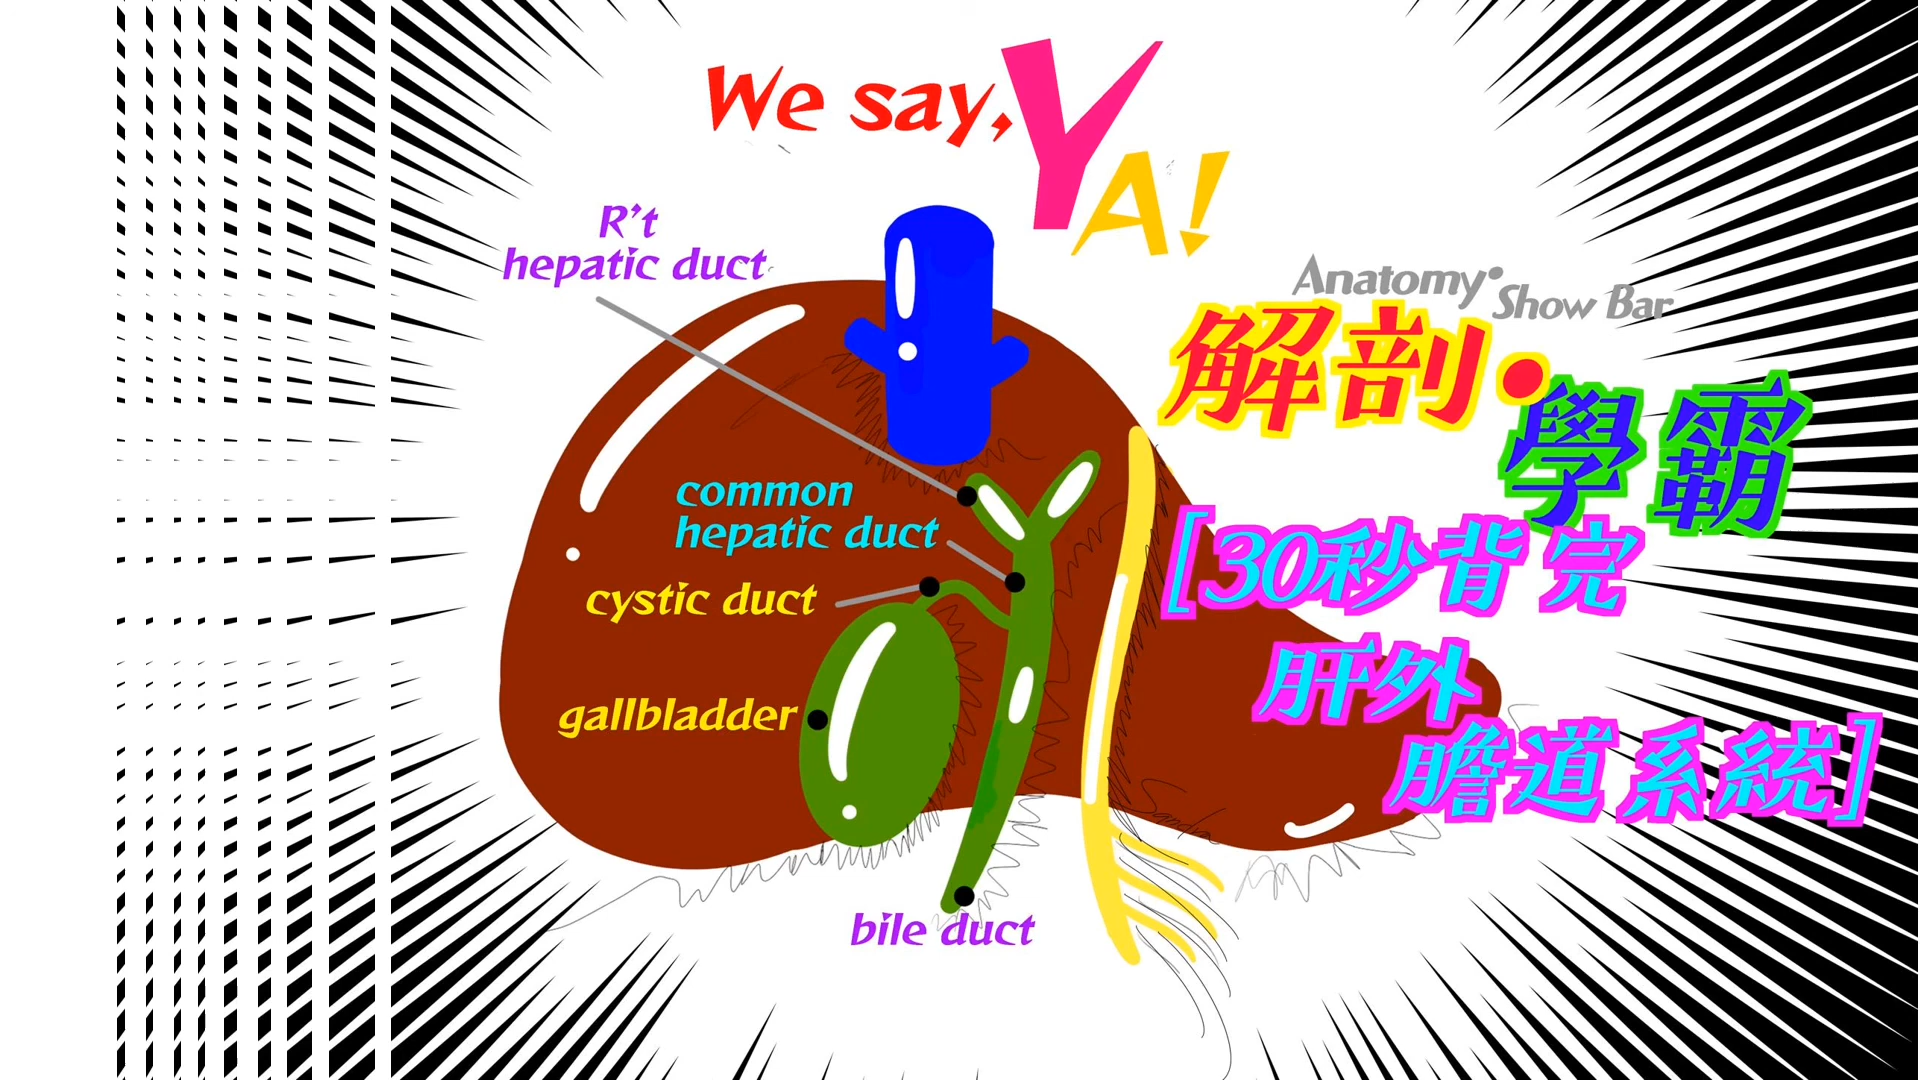 We say, YA!
R't
hepatic duct
Anatomy•Show Bar
解剖•學霸
common
hepatic duct
[30秒背完
cystic duct
肝外
gallbladder
膽道系統]
bile duct